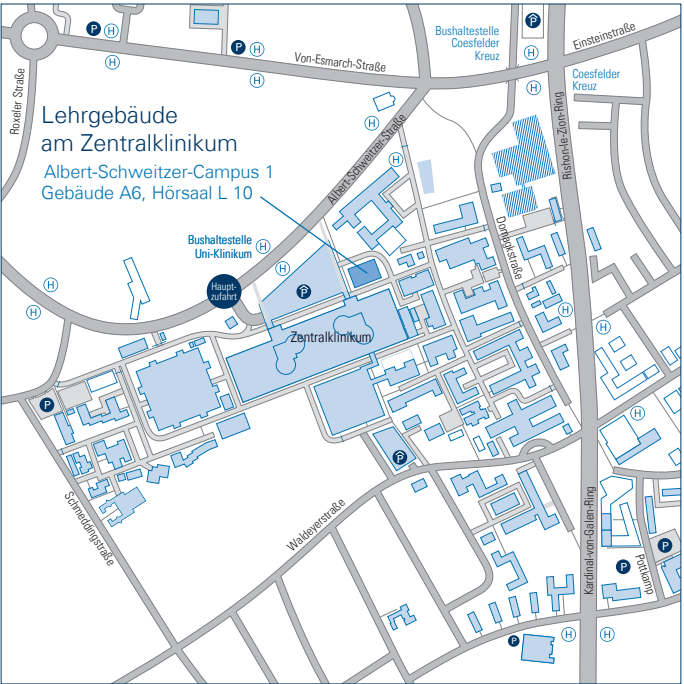 P
H
H
P
H
H
Von-Esmarch-Straße
Bushaltestelle
Coesfelder
Kreuz
P
H
H
Einsteinstraße
Coesfelder
Kreuz
Roxeler Straße
Rishon-le-Zion-Ring
Lehrgebäude
am Zentralklinikum
Albert-Schweitzer-Campus 1
Gebäude A6, Hörsaal L 10
H
H
Albert-Schweitzer-Straße
Domagkstraße
Bushaltestelle
Uni-Klinikum
H
H
Haupt-
zufahrt
P
H
H
H
H
Zentralklinikum
P
H
P
Schmeddingstraße
Waldeyerstraße
Kardinal-von-Galen-Ring
P
P
Pottkamp
P
H
H